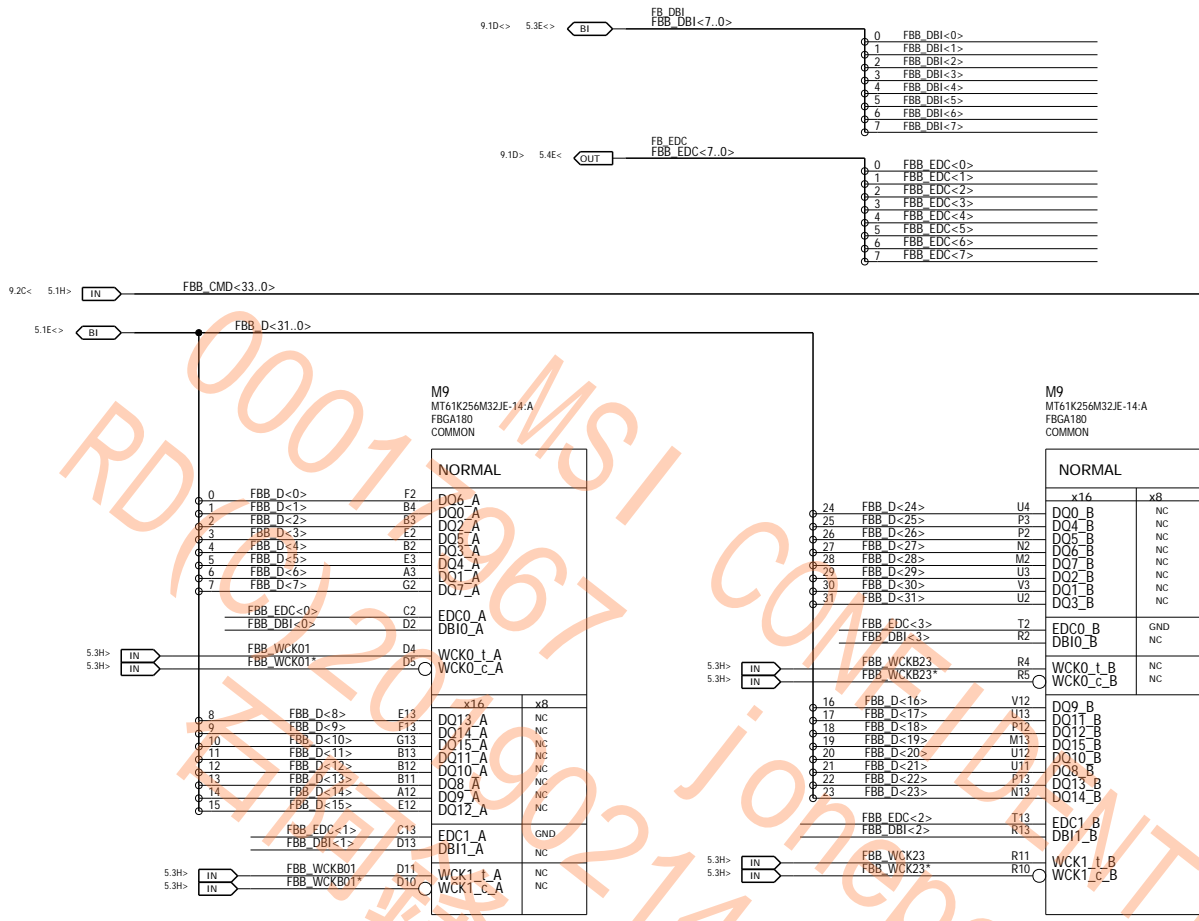 FB_DBI
9.1D<> 5.3E<> BI FBB_DBI<7..0>
0 FBB_DBI<0>
1 FBB_DBI<1>
2 FBB_DBI<2>
3 FBB_DBI<3>
4 FBB_DBI<4>
5 FBB_DBI<5>
6 FBB_DBI<6>
7 FBB_DBI<7>
FB_EDC
9.1D> 5.4E< OUT FBB_EDC<7..0>
0 FBB_EDC<0>
1 FBB_EDC<1>
2 FBB_EDC<2>
3 FBB_EDC<3>
4 FBB_EDC<4>
5 FBB_EDC<5>
6 FBB_EDC<6>
7 FBB_EDC<7>
9.2C< 5.1H> IN FBB_CMD<33..0>
5.1E<> BI FBB_D<31..0>
M9
MT61K256M32JE-14:A
FBGA180
COMMON
NORMAL
0 FBB_D<0> F2 DQ6_A
1 FBB_D<1> B4 DQ0_A
2 FBB_D<2> B3 DQ2_A
3 FBB_D<3> E2 DQ5_A
4 FBB_D<4> B2 DQ3_A
5 FBB_D<5> E3 DQ4_A
6 FBB_D<6> A3 DQ1_A
7 FBB_D<7> G2 DQ7_A
FBB_EDC<0> C2 EDC0_A
FBB_DBI<0> D2 DBI0_A
5.3H> IN FBB_WCK01 D4 WCK0_t_A
5.3H> IN FBB_WCK01* D5 WCK0_c_A
x16 x8
8 FBB_D<8> E13 DQ13_A NC
9 FBB_D<9> F13 DQ14_A NC
10 FBB_D<10> G13 DQ15_A NC
11 FBB_D<11> B13 DQ11_A NC
12 FBB_D<12> B12 DQ10_A NC
13 FBB_D<13> B11 DQ8_A NC
14 FBB_D<14> A12 DQ9_A NC
15 FBB_D<15> E12 DQ12_A NC
FBB_EDC<1> C13 EDC1_A GND
FBB_DBI<1> D13 DBI1_A NC
5.3H> IN FBB_WCKB01 D11 WCK1_t_A NC
5.3H> IN FBB_WCKB01* D10 WCK1_c_A NC
M9
MT61K256M32JE-14:A
FBGA180
COMMON
NORMAL
x16 x8
24 FBB_D<24> U4 DQ0_B NC
25 FBB_D<25> P3 DQ4_B NC
26 FBB_D<26> P2 DQ5_B NC
27 FBB_D<27> N2 DQ6_B NC
28 FBB_D<28> M2 DQ7_B NC
29 FBB_D<29> U3 DQ2_B NC
30 FBB_D<30> V3 DQ1_B NC
31 FBB_D<31> U2 DQ3_B NC
FBB_EDC<3> T2 EDC0_B GND
FBB_DBI<3> R2 DBI0_B NC
5.3H> IN FBB_WCKB23 R4 WCK0_t_B NC
5.3H> IN FBB_WCKB23* R5 WCK0_c_B NC
16 FBB_D<16> V12 DQ9_B
17 FBB_D<17> U13 DQ11_B
18 FBB_D<18> P12 DQ12_B
19 FBB_D<19> M13 DQ15_B
20 FBB_D<20> U12 DQ10_B
21 FBB_D<21> U11 DQ8_B
22 FBB_D<22> P13 DQ13_B
23 FBB_D<23> N13 DQ14_B
FBB_EDC<2> T13 EDC1_B
FBB_DBI<2> R13 DBI1_B
5.3H> IN FBB_WCK23 R11 WCK1_t_B
5.3H> IN FBB_WCK23* R10 WCK1_c_B
MSI CONFIDENT
00017967
RD(C)2019021